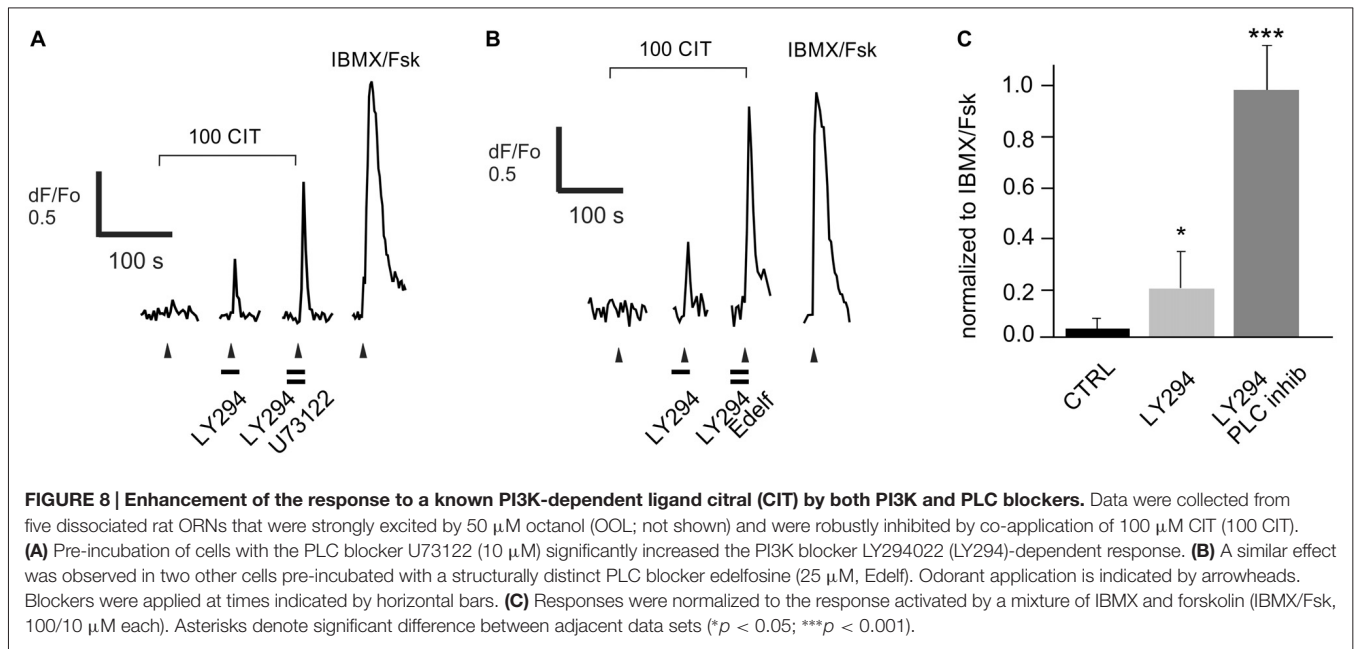 A
IBMX/Fsk
100 CIT
dF/Fo
0.5
100 s
LY294
LY294
U73122
B
IBMX/Fsk
100 CIT
dF/Fo
0.5
100 s
LY294
LY294
Edelf
C
***
*
normalized to IBMX/Fsk
1.0
0.8
0.6
0.4
0.2
0.0
CTRL
LY294
LY294
PLC inhib
FIGURE 8 | Enhancement of the response to a known PI3K-dependent ligand citral (CIT) by both PI3K and PLC blockers. Data were collected from
five dissociated rat ORNs that were strongly excited by 50 μM octanol (OOL; not shown) and were robustly inhibited by co-application of 100 μM CIT (100 CIT).
(A) Pre-incubation of cells with the PLC blocker U73122 (10 μM) significantly increased the PI3K blocker LY294022 (LY294)-dependent response. (B) A similar effect
was observed in two other cells pre-incubated with a structurally distinct PLC blocker edelfosine (25 μM, Edelf). Odorant application is indicated by arrowheads.
Blockers were applied at times indicated by horizontal bars. (C) Responses were normalized to the response activated by a mixture of IBMX and forskolin (IBMX/Fsk,
100/10 μM each). Asterisks denote significant difference between adjacent data sets (*p < 0.05; ***p < 0.001).